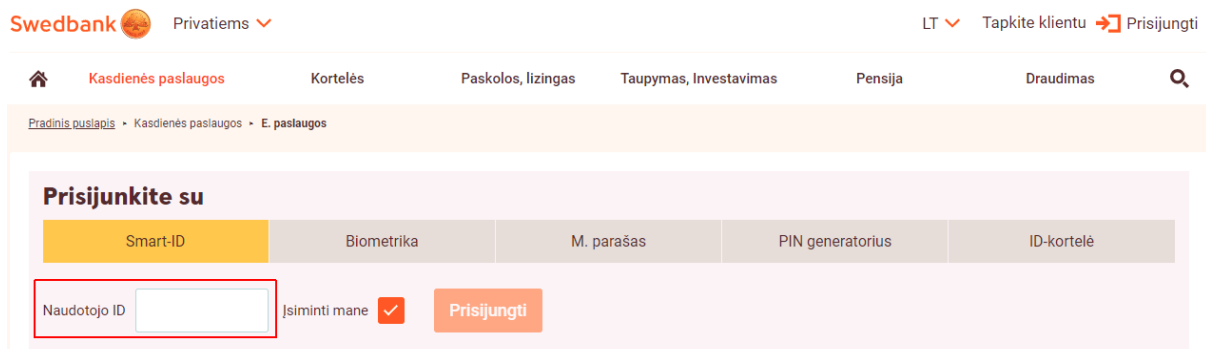 Swedbank Privatiems LT Tapkite klientu Prisijungti
Kasdienės paslaugos Kortelės Paskolos, lizingas Taupymas, Investavimas Pensija Draudimas
Pradinis puslapis ▸ Kasdienės paslaugos ▸ E. paslaugos
Prisijunkite su
Smart-ID Biometrika M. parašas PIN generatorius ID-kortelė
Naudotojo ID Įsiminti mane Prisijungti